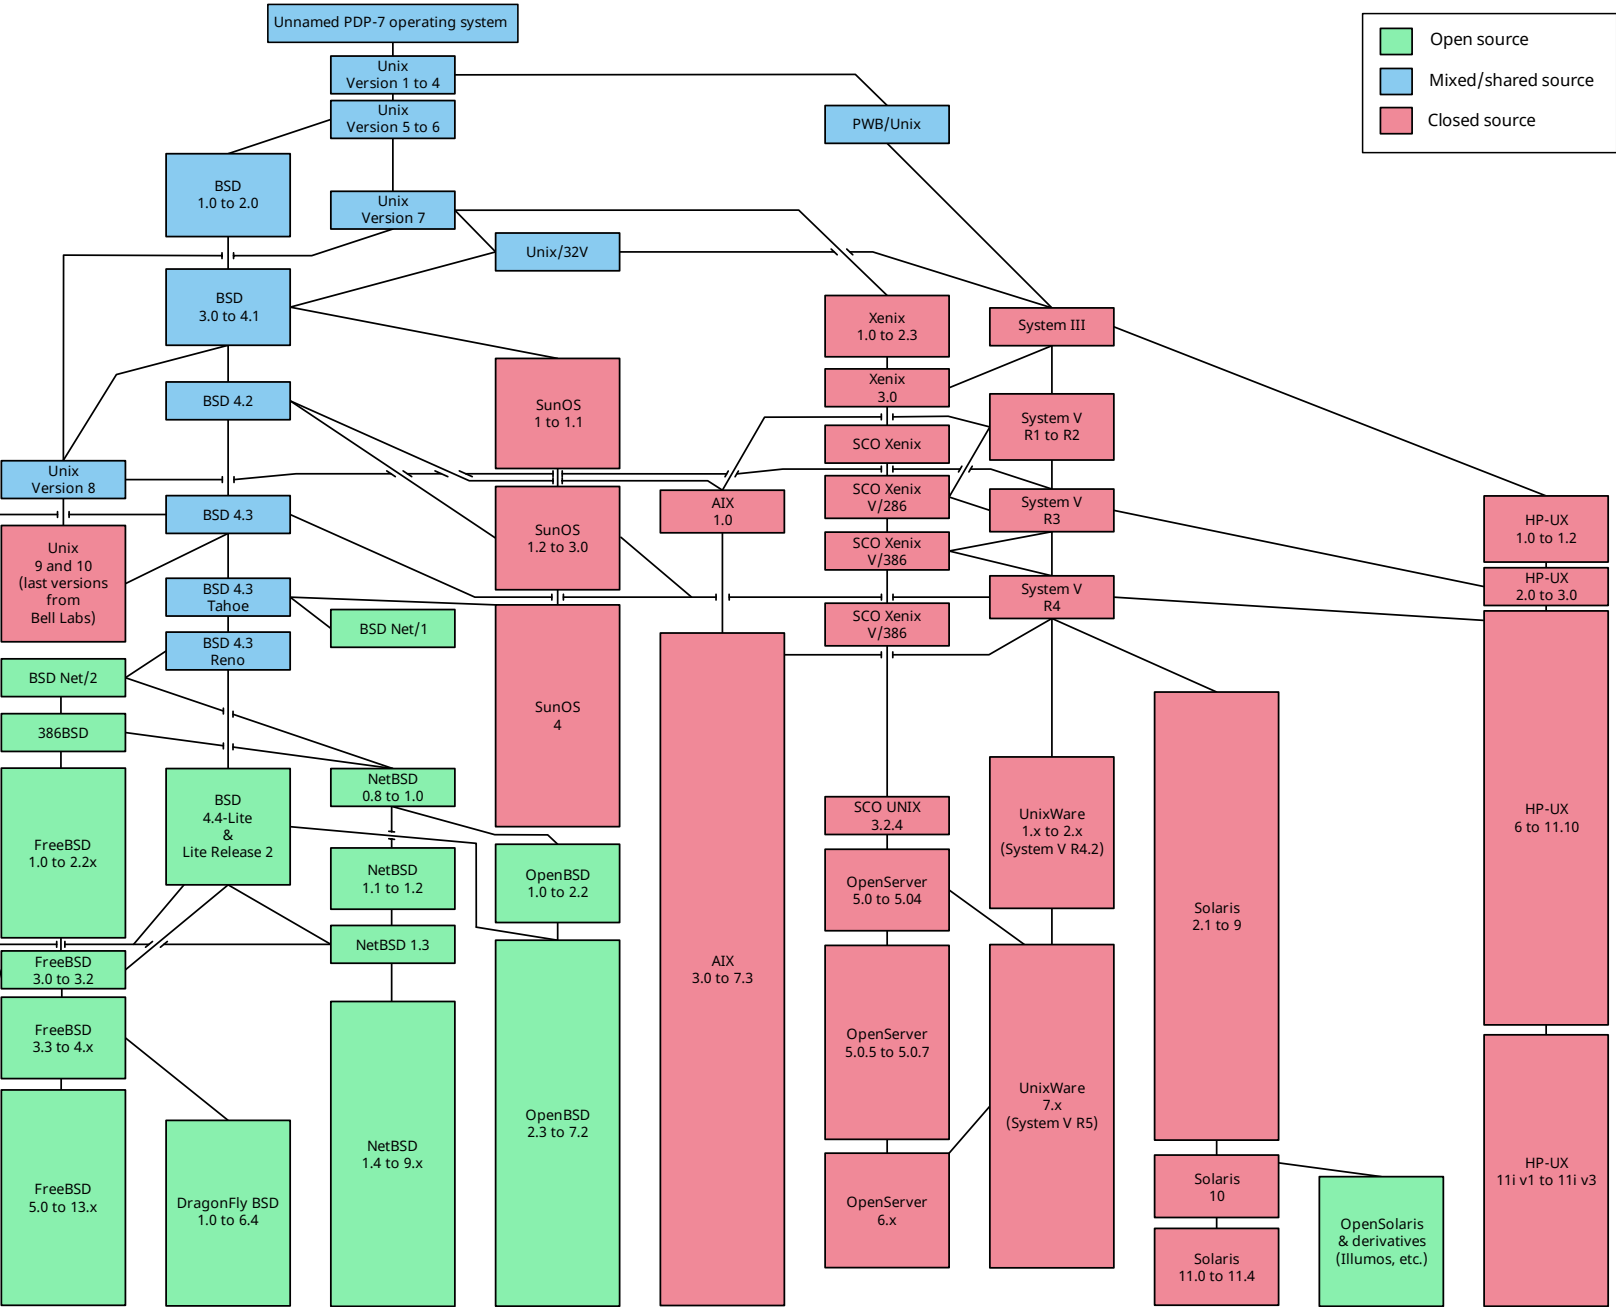 Unnamed PDP-7 operating system
Open source
Mixed/shared source
Closed source
Unix
Version 1 to 4
Unix
Version 5 to 6
PWB/Unix
BSD
1.0 to 2.0
Unix
Version 7
Unix/32V
BSD
3.0 to 4.1
Xenix
1.0 to 2.3
System III
Xenix
3.0
BSD 4.2
SunOS
1 to 1.1
System V
R1 to R2
SCO Xenix
Unix
Version 8
SCO Xenix
V/286
AIX
1.0
System V
R3
BSD 4.3
SunOS
1.2 to 3.0
HP-UX
1.0 to 1.2
Unix
9 and 10
(last versions
from
Bell Labs)
SCO Xenix
V/386
HP-UX
2.0 to 3.0
BSD 4.3
Tahoe
System V
R4
BSD Net/1
SCO Xenix
V/386
BSD 4.3
Reno
BSD Net/2
SunOS
4
386BSD
NetBSD
0.8 to 1.0
BSD
4.4-Lite
&
Lite Release 2
SCO UNIX
3.2.4
UnixWare
1.x to 2.x
(System V R4.2)
HP-UX
6 to 11.10
FreeBSD
1.0 to 2.2x
NetBSD
1.1 to 1.2
OpenBSD
1.0 to 2.2
OpenServer
5.0 to 5.04
Solaris
2.1 to 9
NetBSD 1.3
FreeBSD
3.0 to 3.2
AIX
3.0 to 7.3
FreeBSD
3.3 to 4.x
OpenServer
5.0.5 to 5.0.7
UnixWare
7.x
(System V R5)
OpenBSD
2.3 to 7.2
NetBSD
1.4 to 9.x
FreeBSD
5.0 to 13.x
DragonFly BSD
1.0 to 6.4
OpenServer
6.x
Solaris
10
HP-UX
11i v1 to 11i v3
OpenSolaris
& derivatives
(Illumos, etc.)
Solaris
11.0 to 11.4